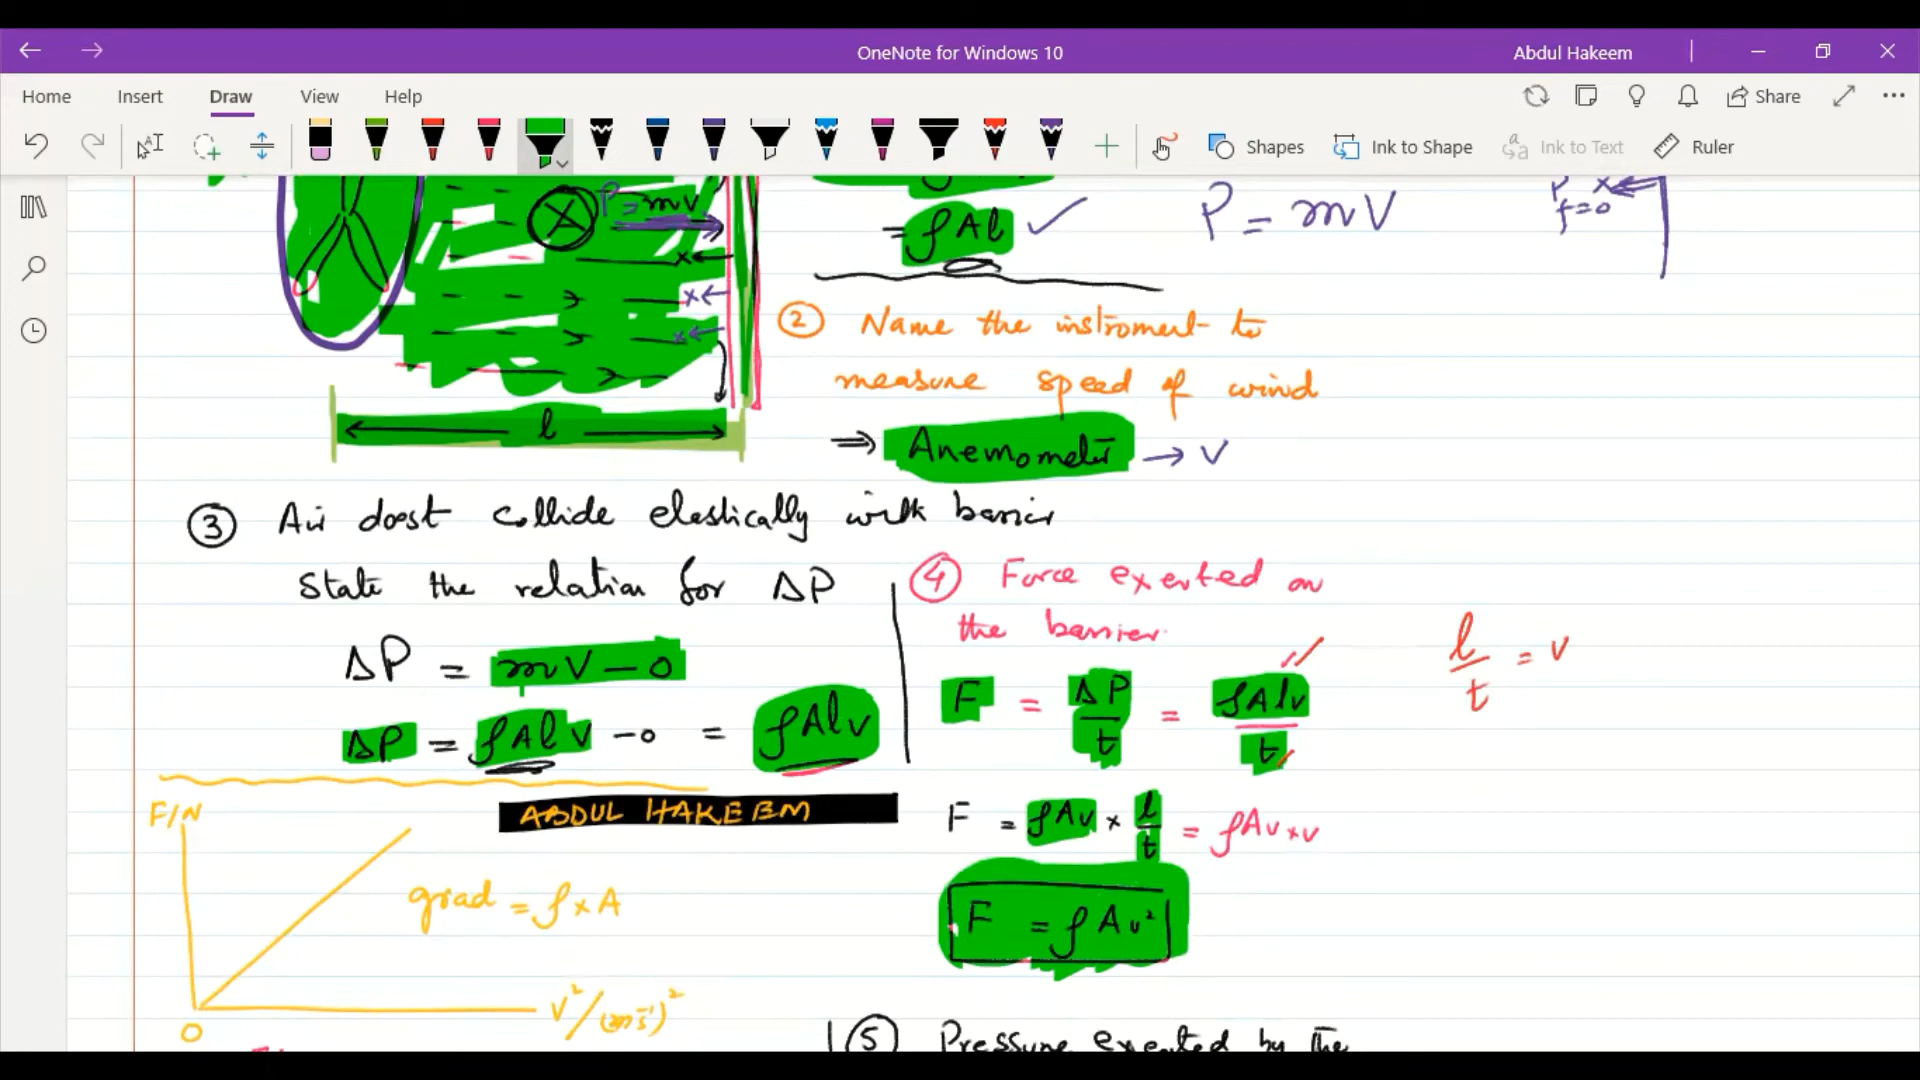 OneNote for Windows 10
Abdul Hakeem
Home Insert Draw View Help
Share
Shapes Ink to Shape Ink to Text Ruler
P = mv
= ρAl ✓
P = mV
P
f=0
② Name the instroment to
measure speed of wind
l
⇒ Anemometer → v
③ Air doest collide elastically with barrier
State the relation for ΔP
ΔP = mV - 0
ΔP = ρAlv - 0 = ρAlv
④ Force exerted on
the barrier.
F = ΔP/t = ρAlv/t
l/t = v
F = ρAv × l/t = ρAv×v
F = ρAv²
ABDUL HAKEEM
F/N
grad = ρ×A
O
V²/(ms⁻¹)²
⑤ Pressure exerted by the